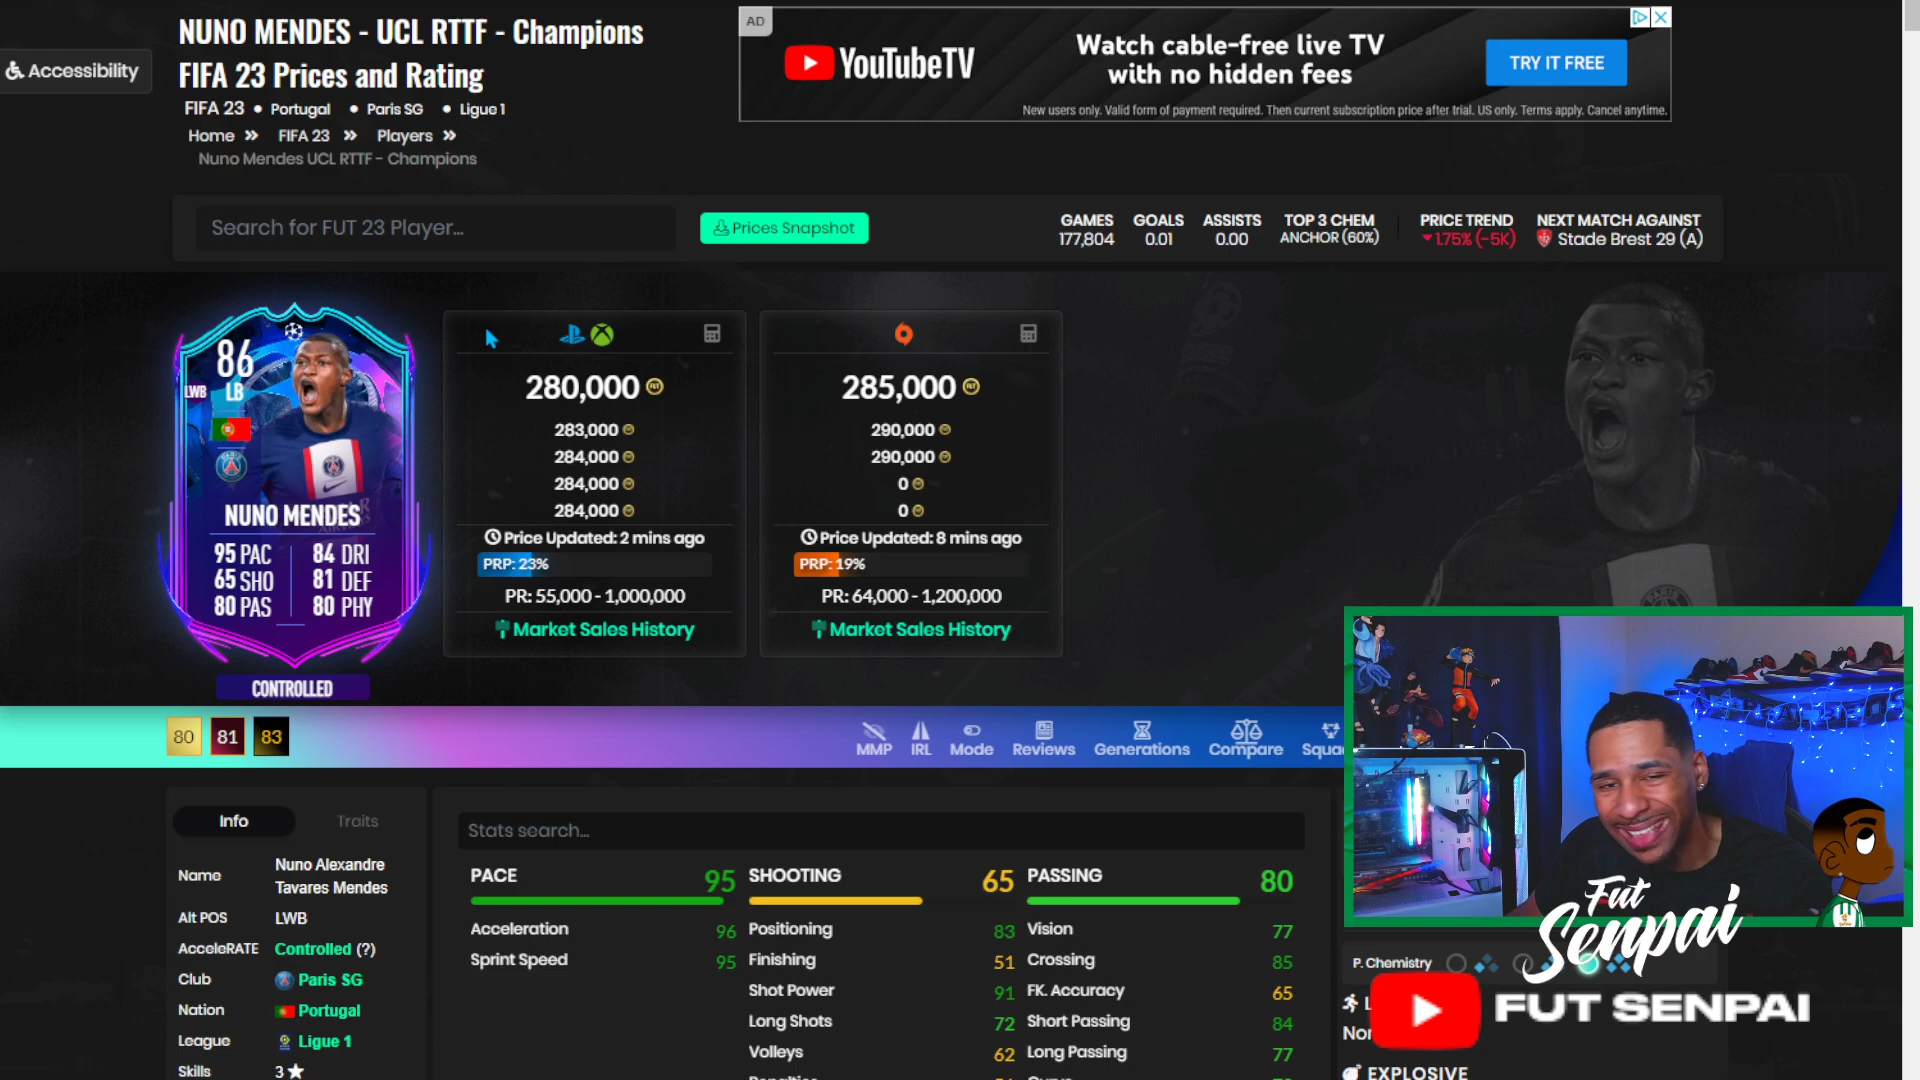 NUNO MENDES - UCL RTTF - Champions
FIFA 23 Prices and Rating
Accessibility
FIFA 23 • Portugal • Paris SG • Ligue 1
Home » FIFA 23 » Players »
Nuno Mendes UCL RTTF - Champions
AD
YouTubeTV
Watch cable-free live TV
with no hidden fees
TRY IT FREE
New users only. Valid form of payment required. Then current subscription price after trial. US only. Terms apply. Cancel anytime.
Search for FUT 23 Player...
Prices Snapshot
GAMES GOALS ASSISTS TOP 3 CHEM PRICE TREND NEXT MATCH AGAINST
177,804 0.01 0.00 ANCHOR (60%) 1.75% (-5K) Stade Brest 29 (A)
86
LWB LB
NUNO MENDES
95 PAC 84 DRI
65 SHO 81 DEF
80 PAS 80 PHY
CONTROLLED
280,000
283,000
284,000
284,000
284,000
Price Updated: 2 mins ago
PRP: 23%
PR: 55,000 - 1,000,000
Market Sales History
285,000
290,000
290,000
0
0
Price Updated: 8 mins ago
PRP: 19%
PR: 64,000 - 1,200,000
Market Sales History
80 81 83
MMP IRL Mode Reviews Generations Compare Squa
Info Traits
Name Nuno Alexandre
Tavares Mendes
Alt POS LWB
AcceleRATE Controlled (?)
Club Paris SG
Nation Portugal
League Ligue 1
Skills 3★
Stats search...
PACE 95
Acceleration 96
Sprint Speed 95
SHOOTING 65
Positioning 83
Finishing 51
Shot Power 91
Long Shots 72
Volleys 62
PASSING 80
Vision 77
Crossing 85
FK. Accuracy 65
Short Passing 84
Long Passing 77
P. Chemistry
EXPLOSIVE
Fut
Senpai
FUT SENPAI